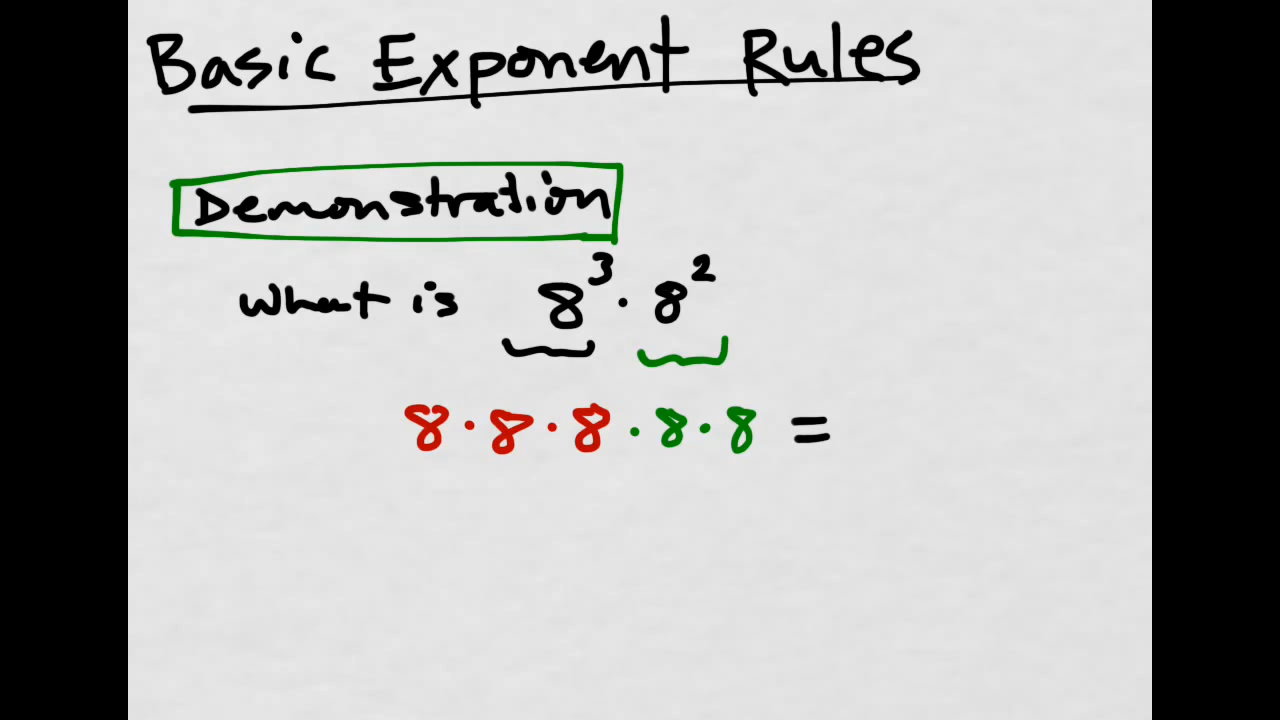 Basic Exponent Rules
Demonstration
What is 8³ · 8²
8 · 8 · 8 · 8 · 8 =